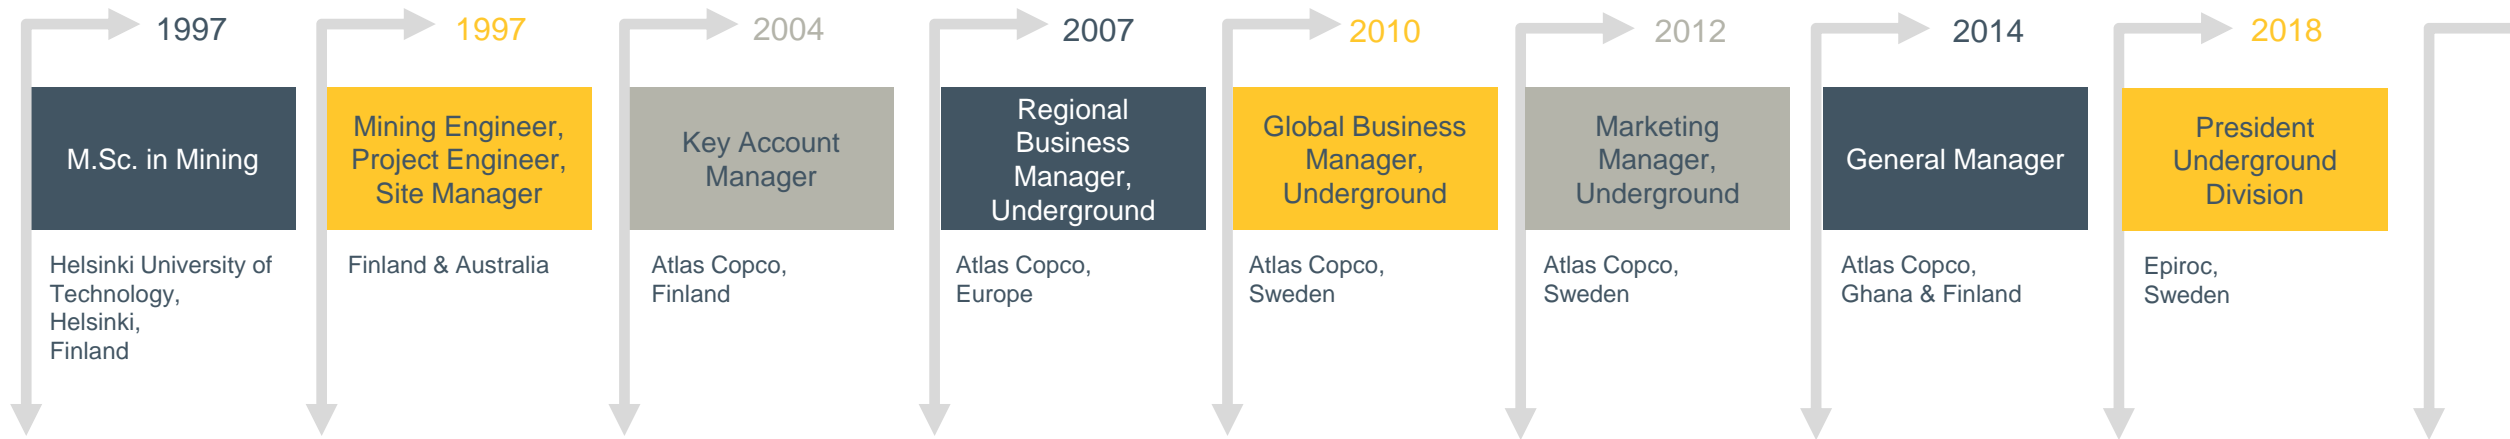 1997
M.Sc. in Mining
Helsinki University of
Technology,
Helsinki,
Finland
1997
Mining Engineer,
Project Engineer,
Site Manager
Finland & Australia
2004
Key Account
Manager
Atlas Copco,
Finland
2007
Regional
Business
Manager,
Underground
Atlas Copco,
Europe
2010
Global Business
Manager,
Underground
Atlas Copco,
Sweden
2012
Marketing
Manager,
Underground
Atlas Copco,
Sweden
2014
General Manager
Atlas Copco,
Ghana & Finland
2018
President
Underground
Division
Epiroc,
Sweden